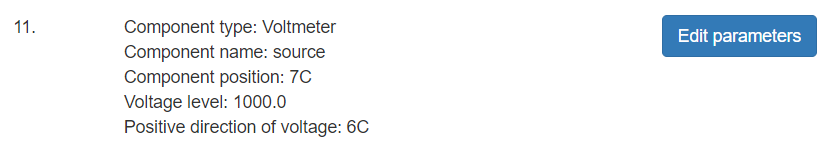 11.
Component type: Voltmeter
Component name: source
Component position: 7C
Voltage level: 1000.0
Positive direction of voltage: 6C
Edit parameters